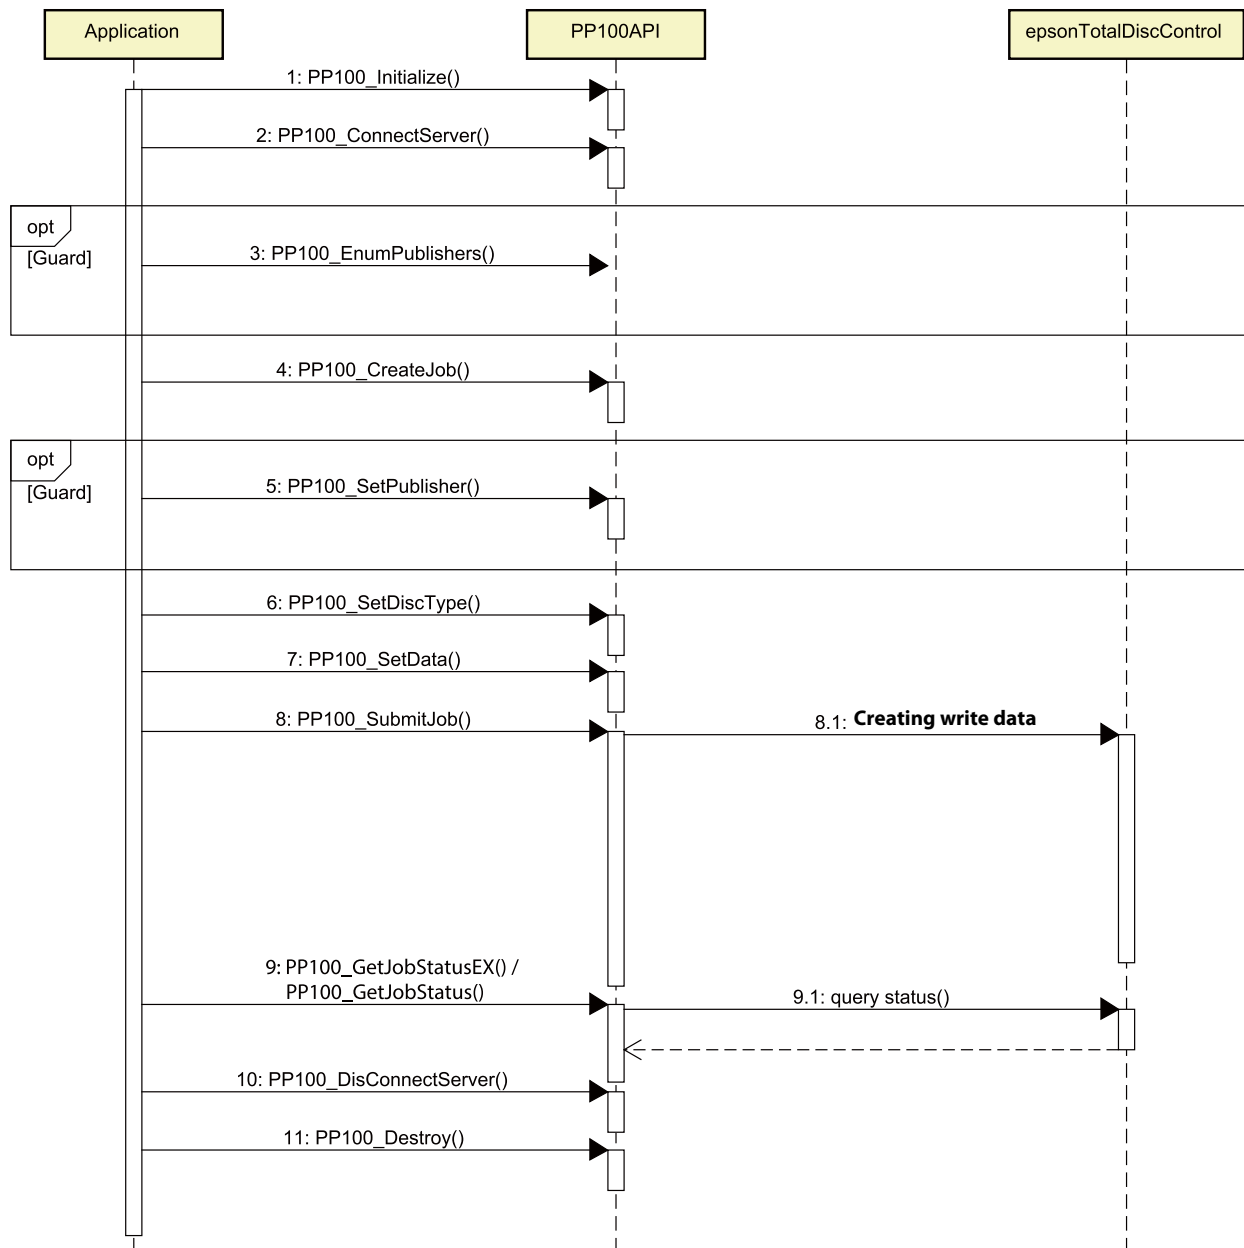 Application
PP100API
epsonTotalDiscControl
1: PP100_Initialize()
2: PP100_ConnectServer()
opt
[Guard]
3: PP100_EnumPublishers()
4: PP100_CreateJob()
opt
[Guard]
5: PP100_SetPublisher()
6: PP100_SetDiscType()
7: PP100_SetData()
8: PP100_SubmitJob()
8.1: Creating write data
9: PP100_GetJobStatusEX() /
PP100_GetJobStatus()
9.1: query status()
10: PP100_DisConnectServer()
11: PP100_Destroy()